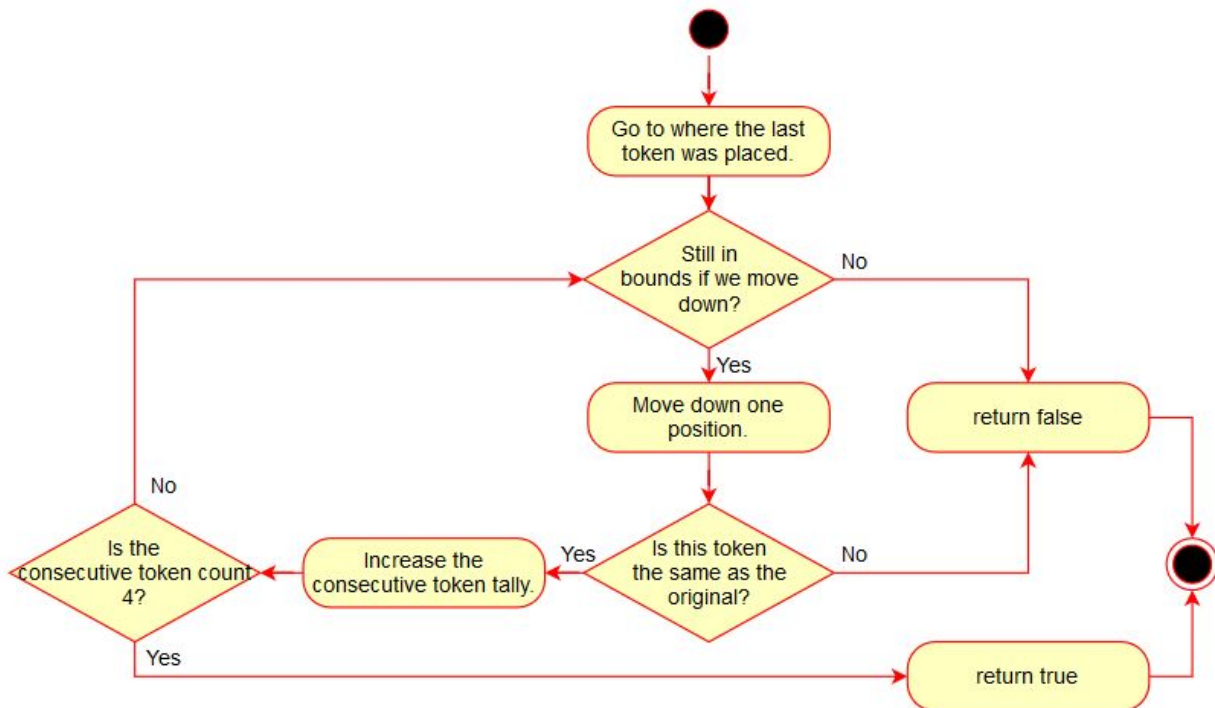 Go to where the last
token was placed.
Still in
bounds if we move
down?
No
Yes
Move down one
position.
return false
No
Is the
consecutive token count
4?
Increase the
consecutive token tally.
Yes
Is this token
the same as the
original?
No
Yes
return true